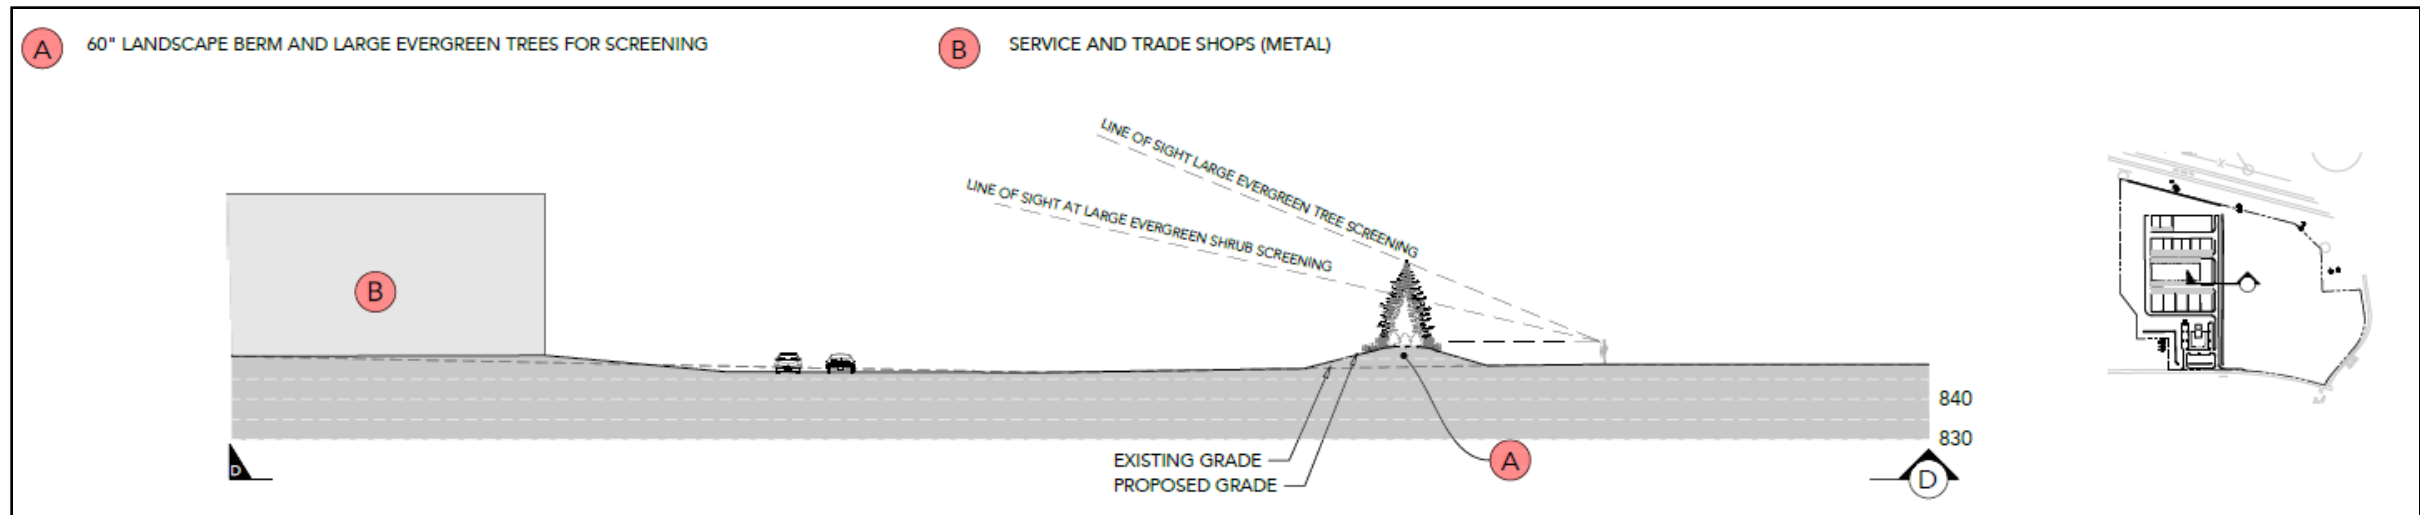 A 60" LANDSCAPE BERM AND LARGE EVERGREEN TREES FOR SCREENING
B SERVICE AND TRADE SHOPS (METAL)
LINE OF SIGHT LARGE EVERGREEN TREE SCREENING
LINE OF SIGHT AT LARGE EVERGREEN SHRUB SCREENING
B
840
830
EXISTING GRADE
PROPOSED GRADE
A
D
D